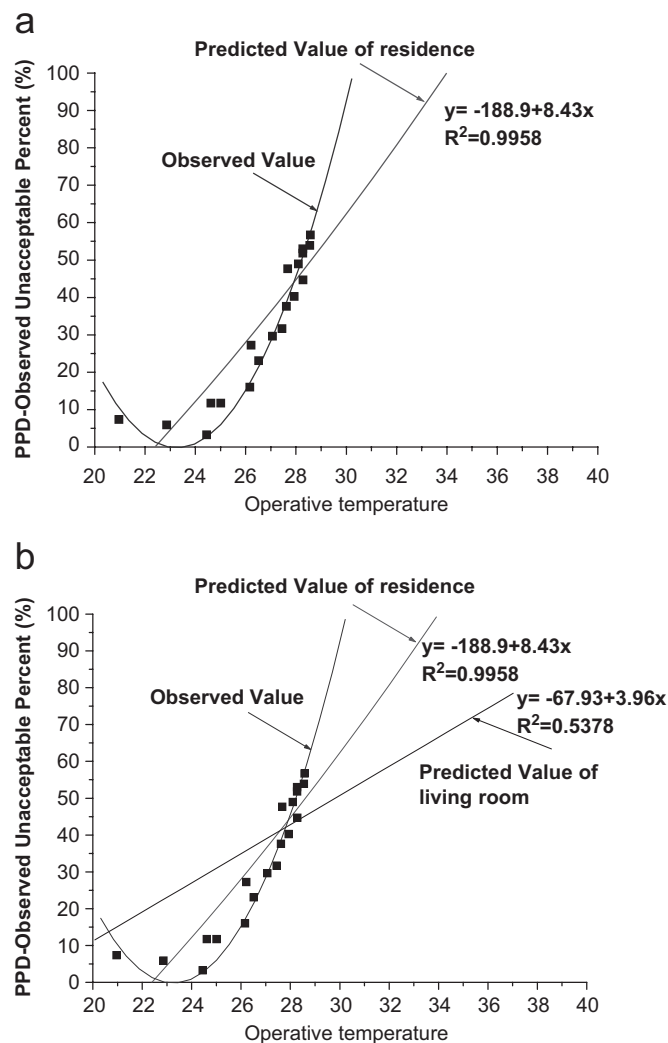 a
Predicted Value of residence
y= -188.9+8.43x
R²=0.9958
Observed Value
PPD-Observed Unacceptable Percent (%)
100
90
80
70
60
50
40
30
20
10
0
20 22 24 26 28 30 32 34 36 38 40
Operative temperature
b
Predicted Value of residence
y= -188.9+8.43x
R²=0.9958
Observed Value
y= -67.93+3.96x
R²=0.5378
Predicted Value of
living room
PPD-Observed Unacceptable Percent (%)
100
90
80
70
60
50
40
30
20
10
0
20 22 24 26 28 30 32 34 36 38 40
Operative temperature